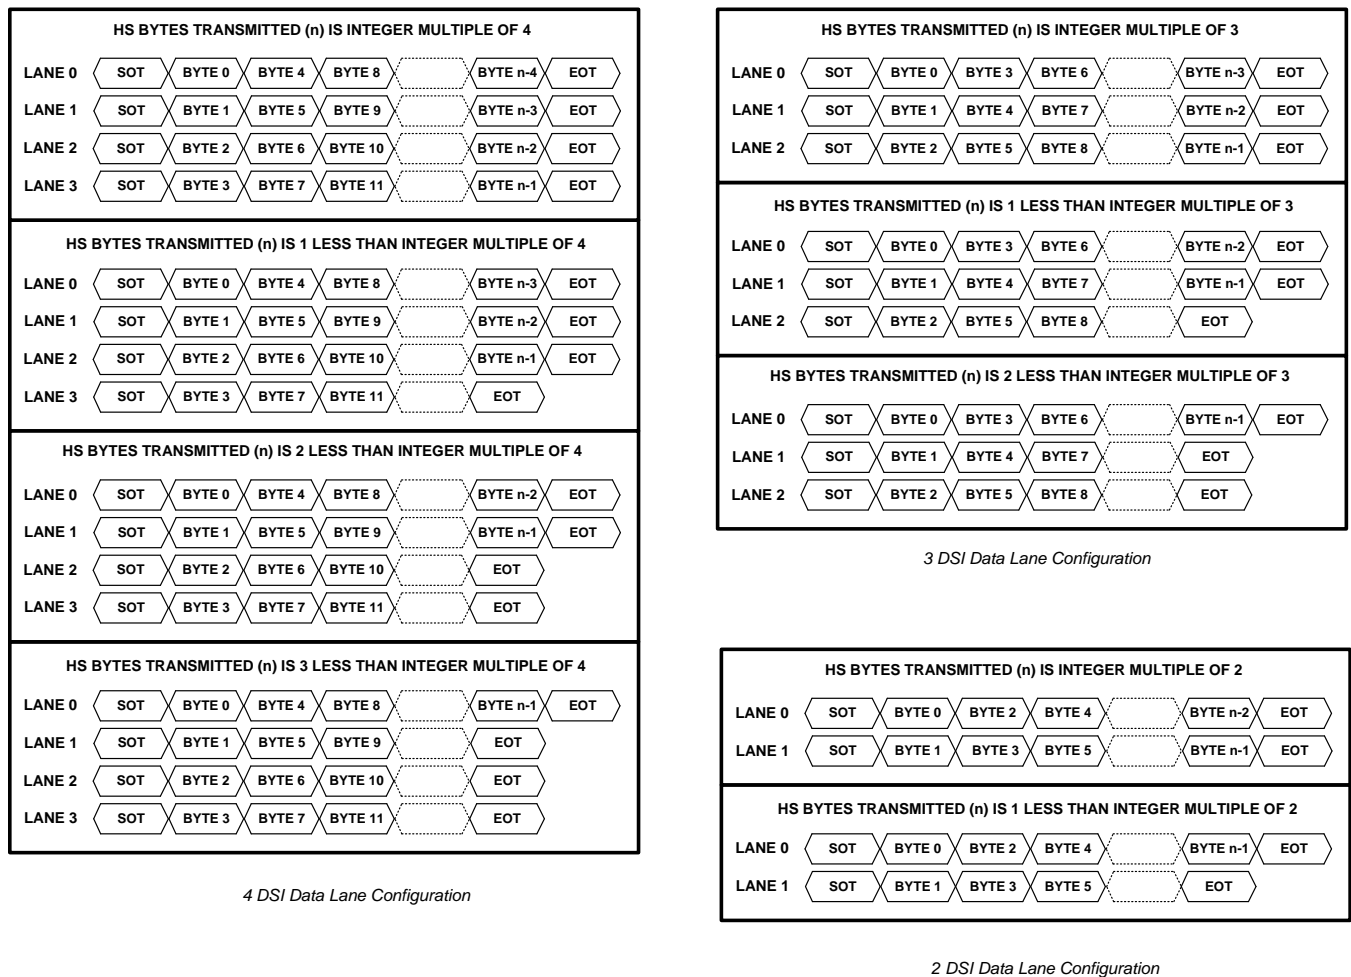 HS BYTES TRANSMITTED (n) IS INTEGER MULTIPLE OF 4
LANE 0 SOT BYTE 0 BYTE 4 BYTE 8 BYTE n-4 EOT
LANE 1 SOT BYTE 1 BYTE 5 BYTE 9 BYTE n-3 EOT
LANE 2 SOT BYTE 2 BYTE 6 BYTE 10 BYTE n-2 EOT
LANE 3 SOT BYTE 3 BYTE 7 BYTE 11 BYTE n-1 EOT
HS BYTES TRANSMITTED (n) IS 1 LESS THAN INTEGER MULTIPLE OF 4
LANE 0 SOT BYTE 0 BYTE 4 BYTE 8 BYTE n-3 EOT
LANE 1 SOT BYTE 1 BYTE 5 BYTE 9 BYTE n-2 EOT
LANE 2 SOT BYTE 2 BYTE 6 BYTE 10 BYTE n-1 EOT
LANE 3 SOT BYTE 3 BYTE 7 BYTE 11 EOT
HS BYTES TRANSMITTED (n) IS 2 LESS THAN INTEGER MULTIPLE OF 4
LANE 0 SOT BYTE 0 BYTE 4 BYTE 8 BYTE n-2 EOT
LANE 1 SOT BYTE 1 BYTE 5 BYTE 9 BYTE n-1 EOT
LANE 2 SOT BYTE 2 BYTE 6 BYTE 10 EOT
LANE 3 SOT BYTE 3 BYTE 7 BYTE 11 EOT
HS BYTES TRANSMITTED (n) IS 3 LESS THAN INTEGER MULTIPLE OF 4
LANE 0 SOT BYTE 0 BYTE 4 BYTE 8 BYTE n-1 EOT
LANE 1 SOT BYTE 1 BYTE 5 BYTE 9 EOT
LANE 2 SOT BYTE 2 BYTE 6 BYTE 10 EOT
LANE 3 SOT BYTE 3 BYTE 7 BYTE 11 EOT
4 DSI Data Lane Configuration
HS BYTES TRANSMITTED (n) IS INTEGER MULTIPLE OF 3
LANE 0 SOT BYTE 0 BYTE 3 BYTE 6 BYTE n-3 EOT
LANE 1 SOT BYTE 1 BYTE 4 BYTE 7 BYTE n-2 EOT
LANE 2 SOT BYTE 2 BYTE 5 BYTE 8 BYTE n-1 EOT
HS BYTES TRANSMITTED (n) IS 1 LESS THAN INTEGER MULTIPLE OF 3
LANE 0 SOT BYTE 0 BYTE 3 BYTE 6 BYTE n-2 EOT
LANE 1 SOT BYTE 1 BYTE 4 BYTE 7 BYTE n-1 EOT
LANE 2 SOT BYTE 2 BYTE 5 BYTE 8 EOT
HS BYTES TRANSMITTED (n) IS 2 LESS THAN INTEGER MULTIPLE OF 3
LANE 0 SOT BYTE 0 BYTE 3 BYTE 6 BYTE n-1 EOT
LANE 1 SOT BYTE 1 BYTE 4 BYTE 7 EOT
LANE 2 SOT BYTE 2 BYTE 5 BYTE 8 EOT
3 DSI Data Lane Configuration
HS BYTES TRANSMITTED (n) IS INTEGER MULTIPLE OF 2
LANE 0 SOT BYTE 0 BYTE 2 BYTE 4 BYTE n-2 EOT
LANE 1 SOT BYTE 1 BYTE 3 BYTE 5 BYTE n-1 EOT
HS BYTES TRANSMITTED (n) IS 1 LESS THAN INTEGER MULTIPLE OF 2
LANE 0 SOT BYTE 0 BYTE 2 BYTE 4 BYTE n-1 EOT
LANE 1 SOT BYTE 1 BYTE 3 BYTE 5 EOT
2 DSI Data Lane Configuration